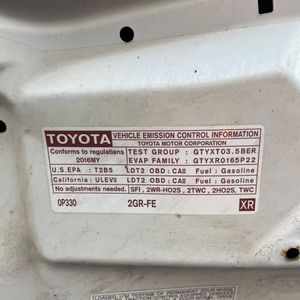 TOYOTA VEHICLE EMISSION CONTROL INFORMATION
TOYOTA MOTOR CORPORATION
Conforms to regulations TEST GROUP : GTYXT03.5BER
2016MY EVAP FAMILY : GTYXR0165P22
U.S.EPA : T2B5 LDT2 OBD : CAII Fuel : Gasoline
California : ULEVII LDT2 OBD : CAII Fuel : Gasoline
No adjustments needed. SFI, 2WR-HO2S, 2TWC, 2HO2S, TWC
0P330 2GR-FE XR